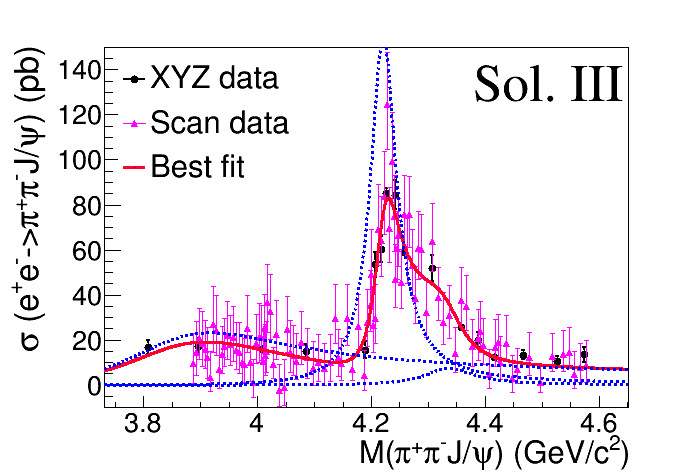 Sol. III
XYZ data
Scan data
Best fit
σ (e⁺e⁻->π⁺π⁻J/ψ) (pb)
140
120
100
80
60
40
20
0
3.8 4 4.2 4.4 4.6
M(π⁺π⁻J/ψ) (GeV/c²)